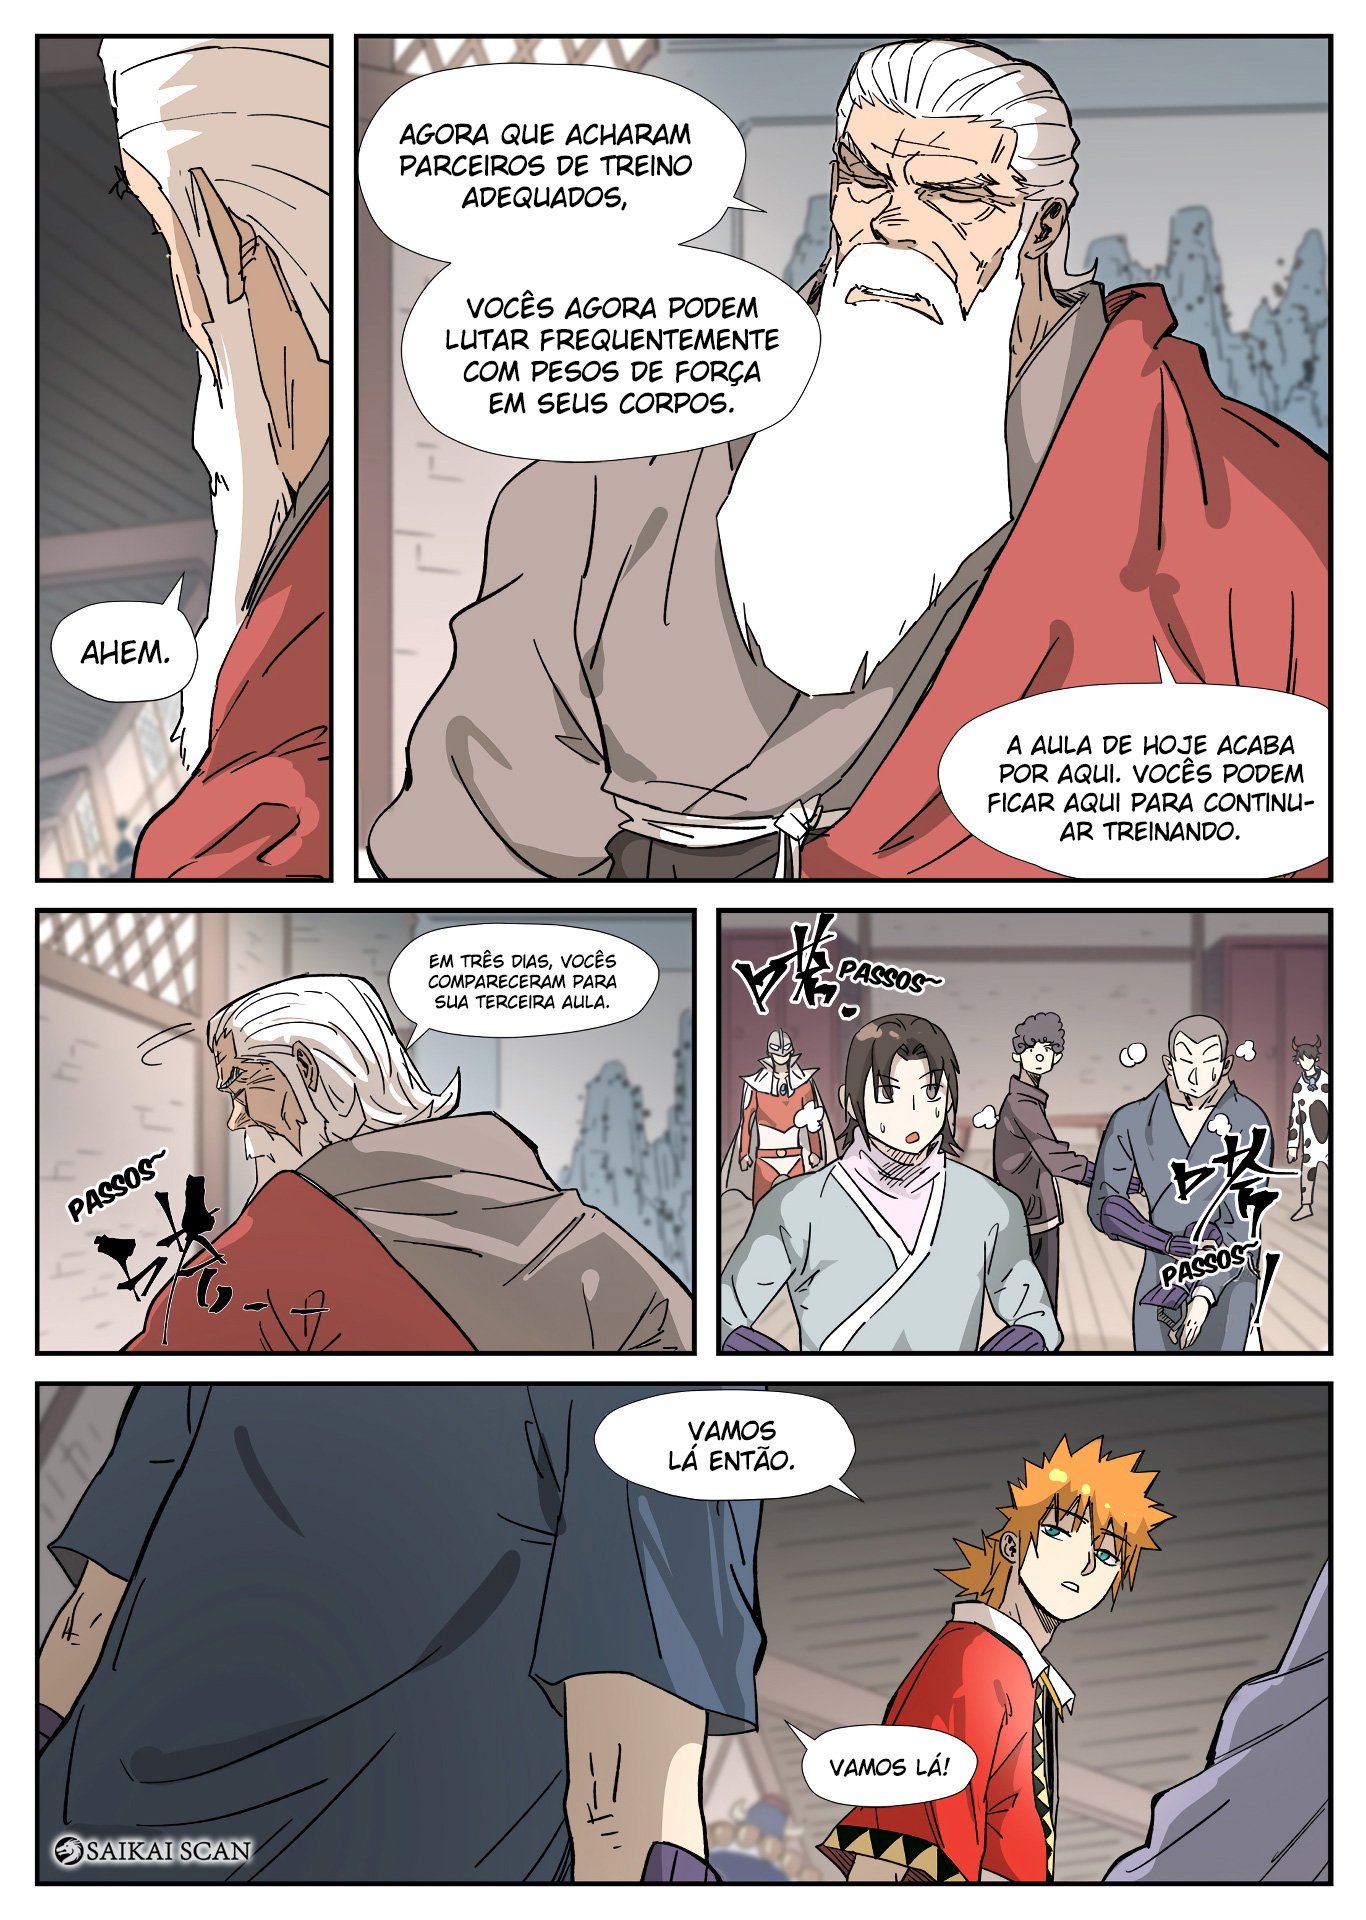 AHEM.
AGORA QUE ACHARAM
PARCEIROS DE TREINO
ADEQUADOS,
VOCÊS AGORA PODEM
LUTAR FREQUENTEMENTE
COM PESOS DE FORÇA
EM SEUS CORPOS.
A AULA DE HOJE ACABA
POR AQUI. VOCÊS PODEM
FICAR AQUI PARA CONTINU-
AR TREINANDO.
EM TRÊS DIAS, VOCÊS
COMPARECERAM PARA
SUA TERCEIRA AULA.
PASSOS~
嗒
PASSOS~
嗒
PASSOS~
VAMOS
LÁ ENTÃO.
VAMOS LÁ!
SAIKAI SCAN